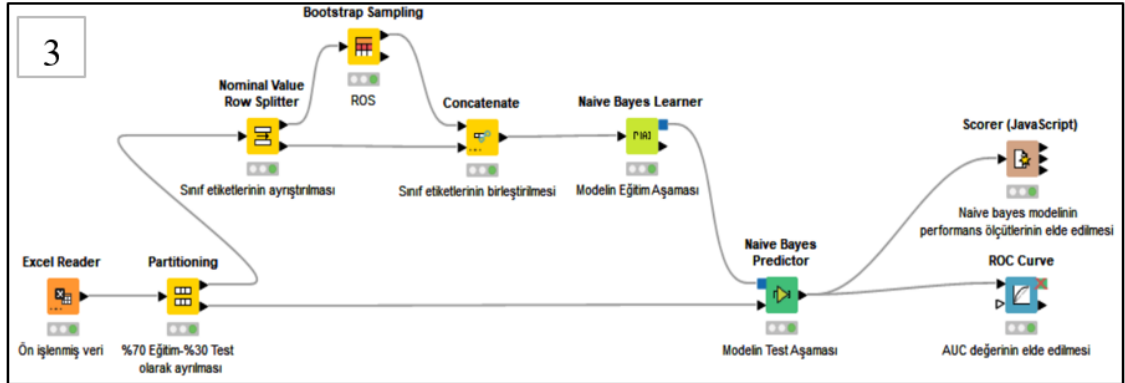 3
Bootstrap Sampling
ROS
Nominal Value
Row Splitter
Sınıf etiketlerinin ayrıştırılması
Concatenate
Sınıf etiketlerinin birleştirilmesi
Naive Bayes Learner
Modelin Eğitim Aşaması
Scorer (JavaScript)
Naive bayes modelinin
performans ölçütlerinin elde edilmesi
Excel Reader
Ön işlenmiş veri
Partitioning
%70 Eğitim-%30 Test
olarak ayrılması
Naive Bayes
Predictor
Modelin Test Aşaması
ROC Curve
AUC değerinin elde edilmesi